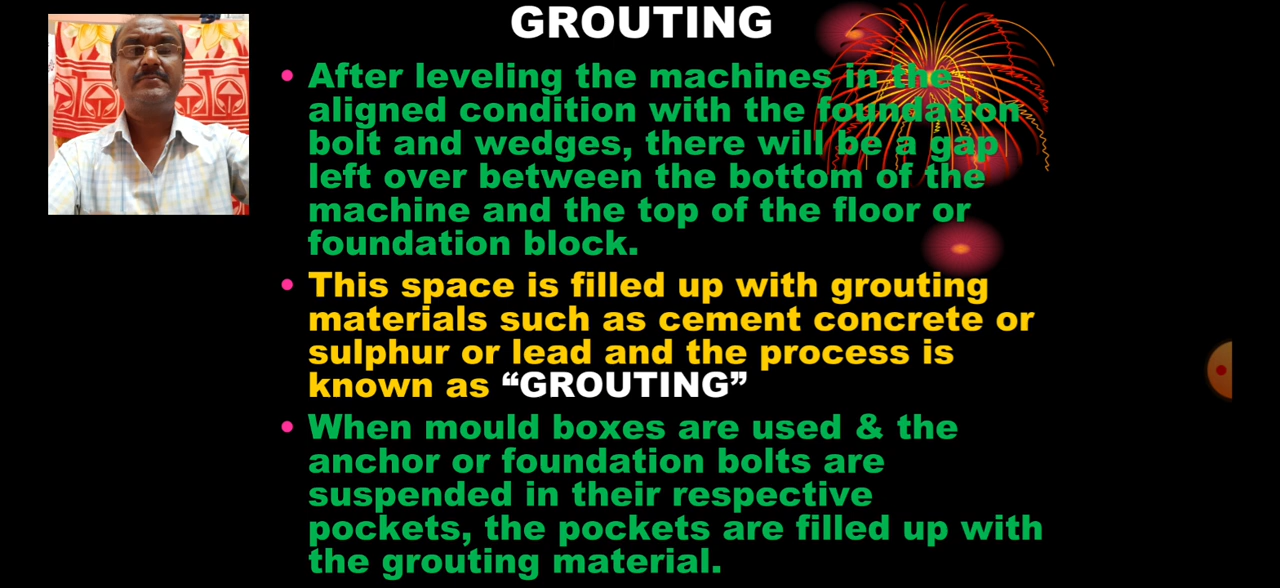 GROUTING
• After leveling the machines in the
aligned condition with the foundation
bolt and wedges, there will be a gap
left over between the bottom of the
machine and the top of the floor or
foundation block.
• This space is filled up with grouting
materials such as cement concrete or
sulphur or lead and the process is
known as “GROUTING”
• When mould boxes are used & the
anchor or foundation bolts are
suspended in their respective
pockets, the pockets are filled up with
the grouting material.